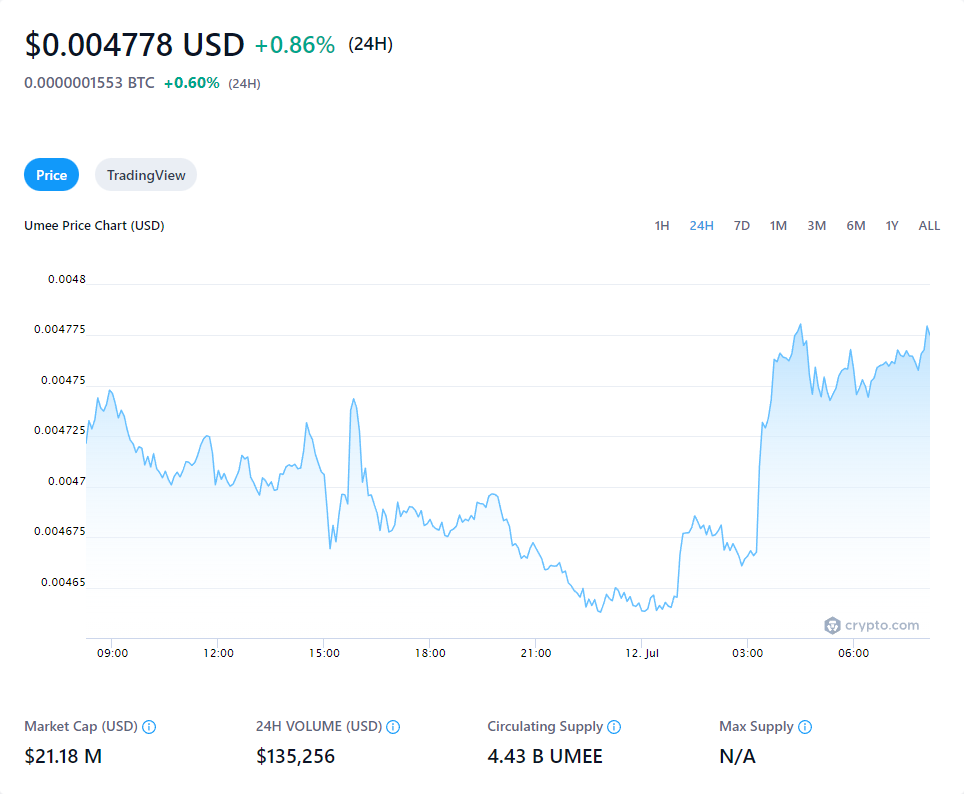 $0.004778 USD +0.86% (24H)
0.0000001553 BTC +0.60% (24H)
Price TradingView
Umee Price Chart (USD) 1H 24H 7D 1M 3M 6M 1Y ALL
0.0048
0.004775
0.00475
0.004725
0.0047
0.004675
0.00465
crypto.com
09:00 12:00 15:00 18:00 21:00 12. Jul 03:00 06:00
Market Cap (USD) 24H VOLUME (USD) Circulating Supply Max Supply
$21.18 M $135,256 4.43 B UMEE N/A